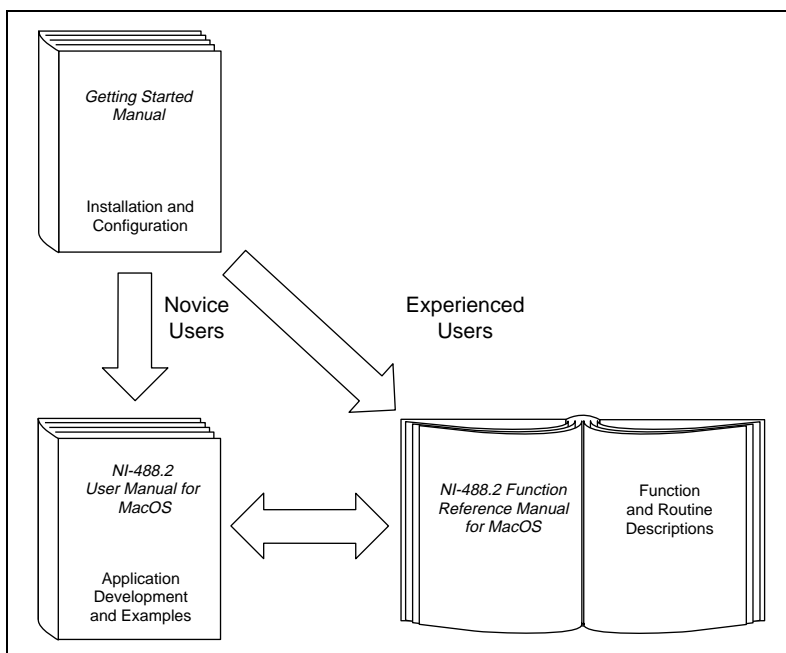 Getting Started
Manual
Installation and
Configuration
Novice
Users
Experienced
Users
NI-488.2
User Manual for
MacOS
Application
Development
and Examples
NI-488.2 Function
Reference Manual
for MacOS
Function
and Routine
Descriptions